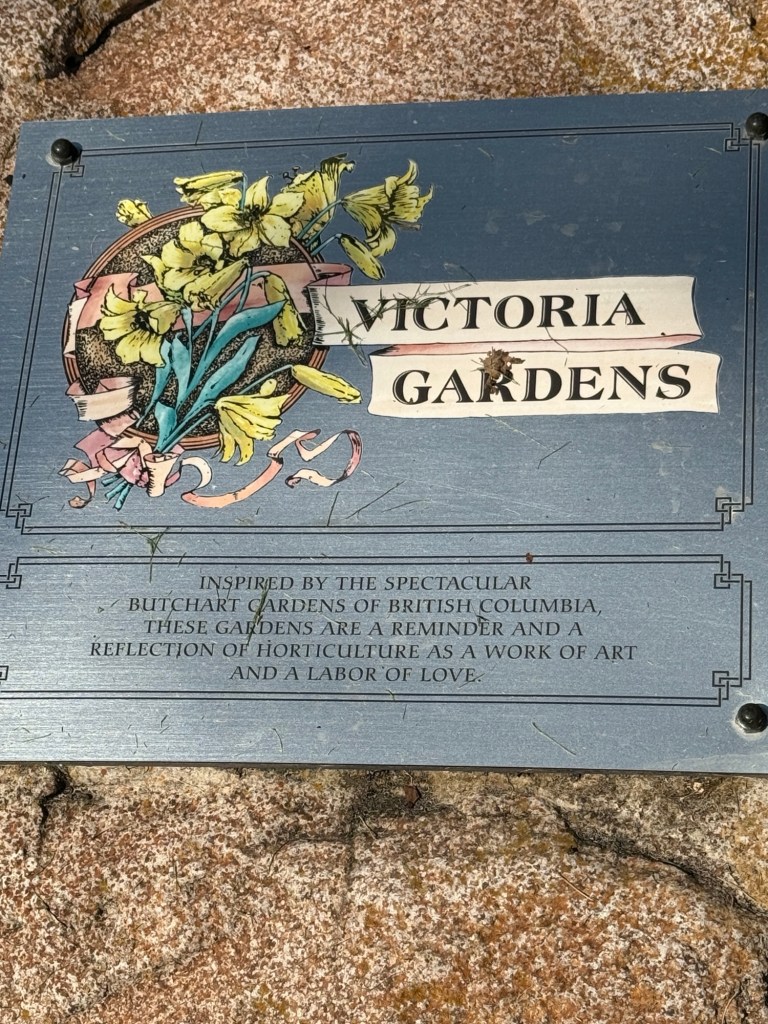 VICTORIA
GARDENS
INSPIRED BY THE SPECTACULAR
BUTCHART GARDENS OF BRITISH COLUMBIA,
THESE GARDENS ARE A REMINDER AND A
REFLECTION OF HORTICULTURE AS A WORK OF ART
AND A LABOR OF LOVE.